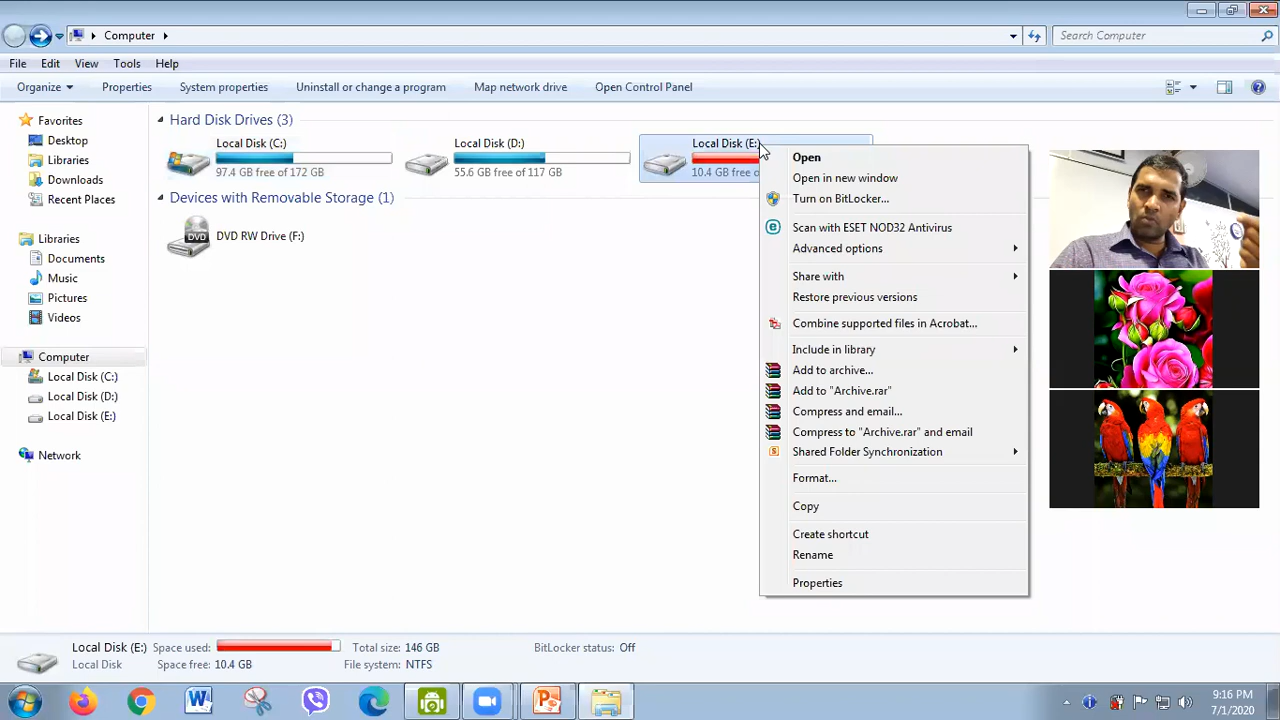 Computer
Search Computer
File Edit View Tools Help
Organize Properties System properties Uninstall or change a program Map network drive Open Control Panel
Favorites
Desktop
Libraries
Downloads
Recent Places
Libraries
Documents
Music
Pictures
Videos
Computer
Local Disk (C:)
Local Disk (D:)
Local Disk (E:)
Network
Hard Disk Drives (3)
Local Disk (C:)
97.4 GB free of 172 GB
Local Disk (D:)
55.6 GB free of 117 GB
Local Disk (E:)
10.4 GB free o
Devices with Removable Storage (1)
DVD
DVD RW Drive (F:)
Open
Open in new window
Turn on BitLocker...
Scan with ESET NOD32 Antivirus
Advanced options
Share with
Restore previous versions
Combine supported files in Acrobat...
Include in library
Add to archive...
Add to "Archive.rar"
Compress and email...
Compress to "Archive.rar" and email
Shared Folder Synchronization
Format...
Copy
Create shortcut
Rename
Properties
Local Disk (E:) Space used: Total size: 146 GB BitLocker status: Off
Local Disk Space free: 10.4 GB File system: NTFS
9:16 PM
7/1/2020